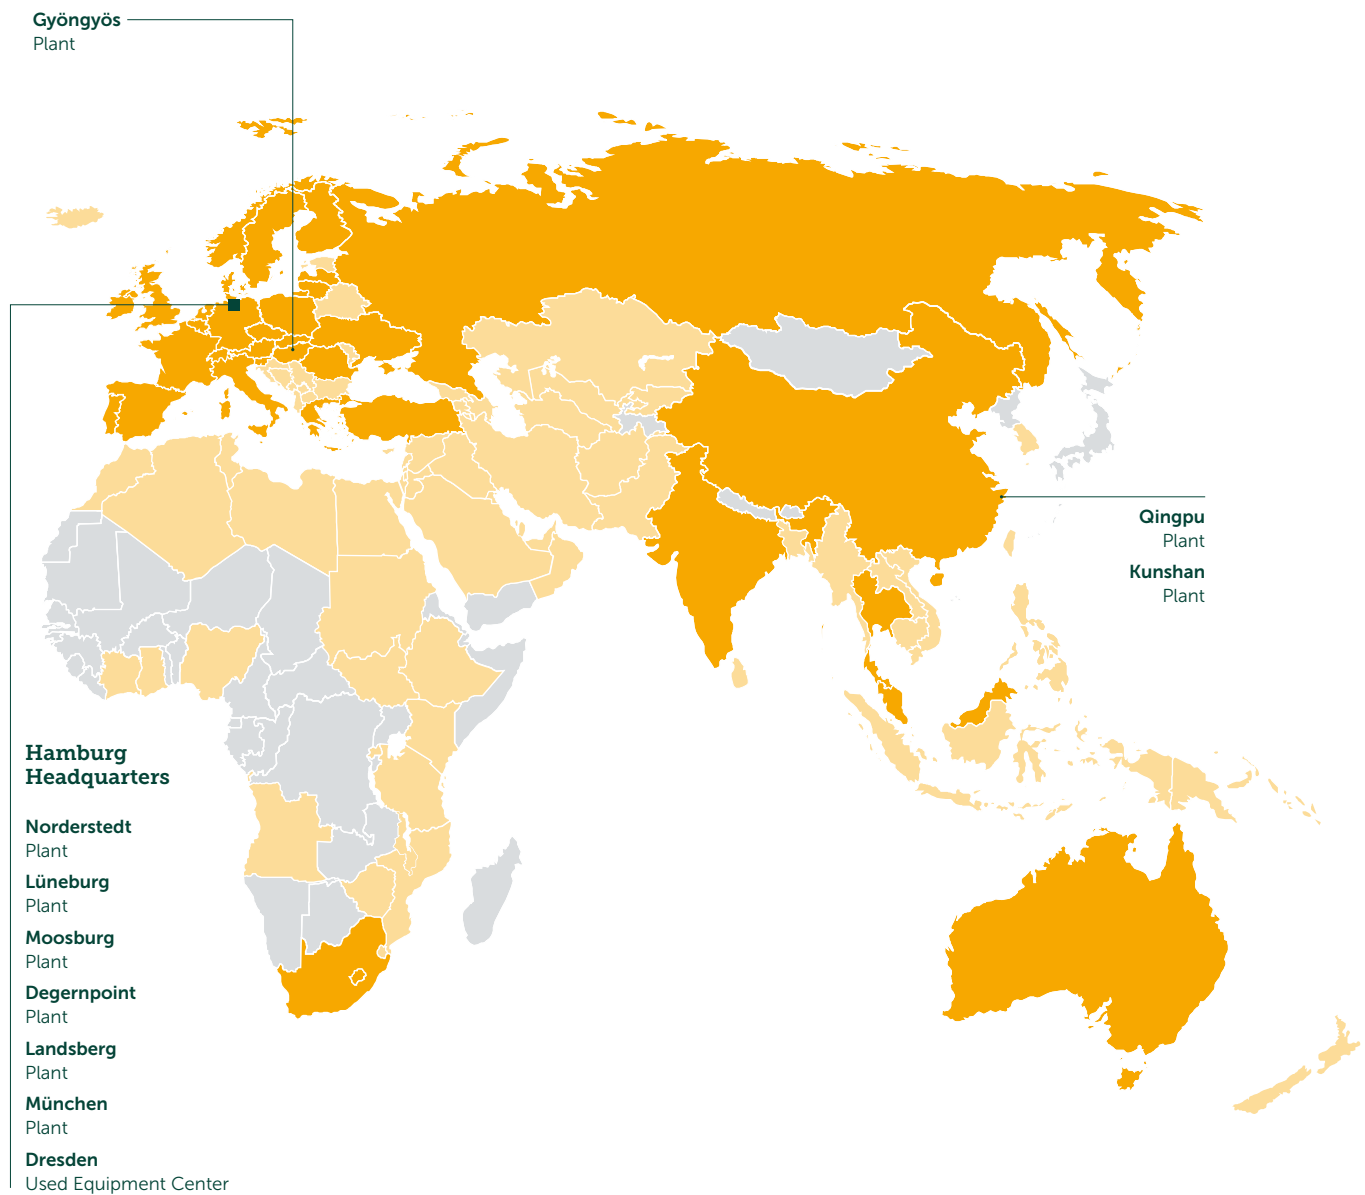 Gyöngyös
Plant
Qingpu
Plant
Kunshan
Plant
Hamburg
Headquarters
Norderstedt
Plant
Lüneburg
Plant
Moosburg
Plant
Degernpoint
Plant
Landsberg
Plant
München
Plant
Dresden
Used Equipment Center